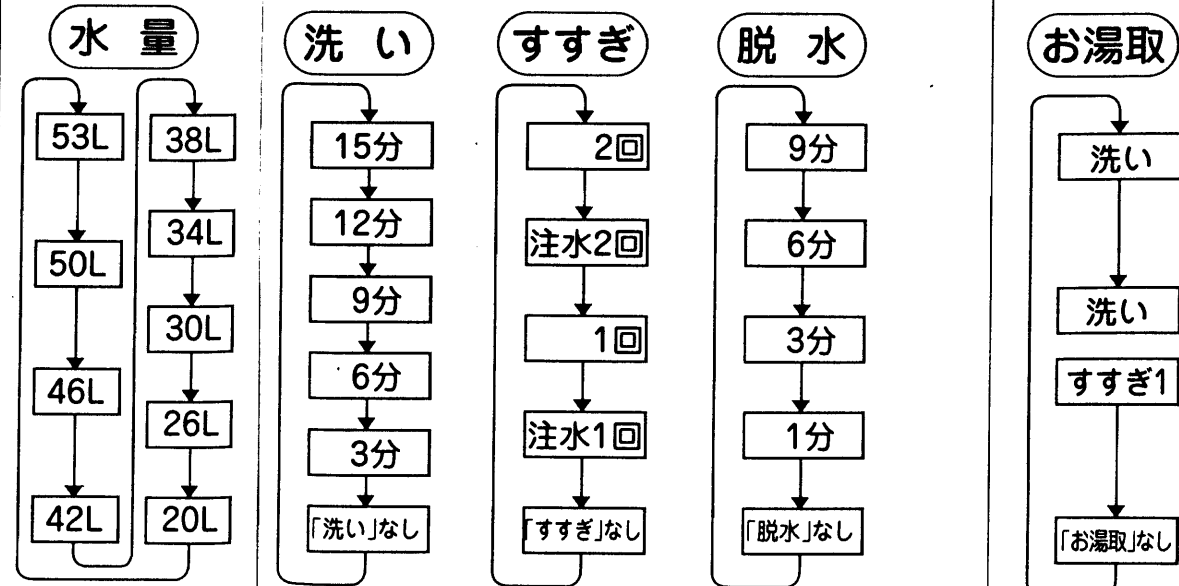 水 量
53L
50L
46L
42L
38L
34L
30L
26L
20L
洗 い
15分
12分
9分
6分
3分
「洗い」なし
すすぎ
2回
注水2回
1回
注水1回
「すすぎ」なし
脱 水
9分
6分
3分
1分
「脱水」なし
お湯取
洗い
洗い
すすぎ1
「お湯取」なし